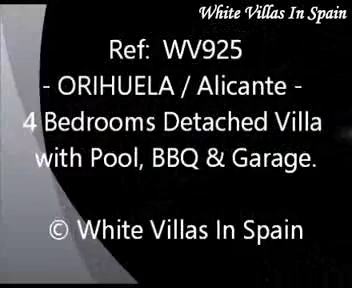 White Villas In Spain
Ref: WV925
- ORIHUELA / Alicante -
4 Bedrooms Detached Villa
with Pool, BBQ & Garage.
© White Villas In Spain